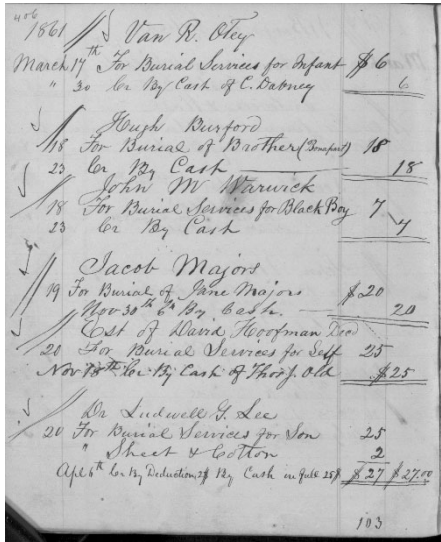 406
1861 Van R. Otey
March 17th For Burial Services for Infant $6
" 30 Cr By Cash of C. Dabney 6
Hugh Burford
18 For Burial of Brother (Bonapart) 18
23 Cr By Cash 18
John M Warwick
18 For Burial Services for Black Boy 7
23 Cr By Cash 7
Jacob Majors
19 For Burial of Jane Majors $20
Nov 30th Cr By Cash. 20
Est of David Hoofman Decd
20 For Burial Services for Self 25
Nov 18th Cr By Cash of Thos J. Old $25
Dr Ludwell G. Lee
20 For Burial Services for Son 25
" Sheet & Cotton 2
Apl 6th Cr By Deduction 2$ By Cash in full 25$ $27 $27.00
103